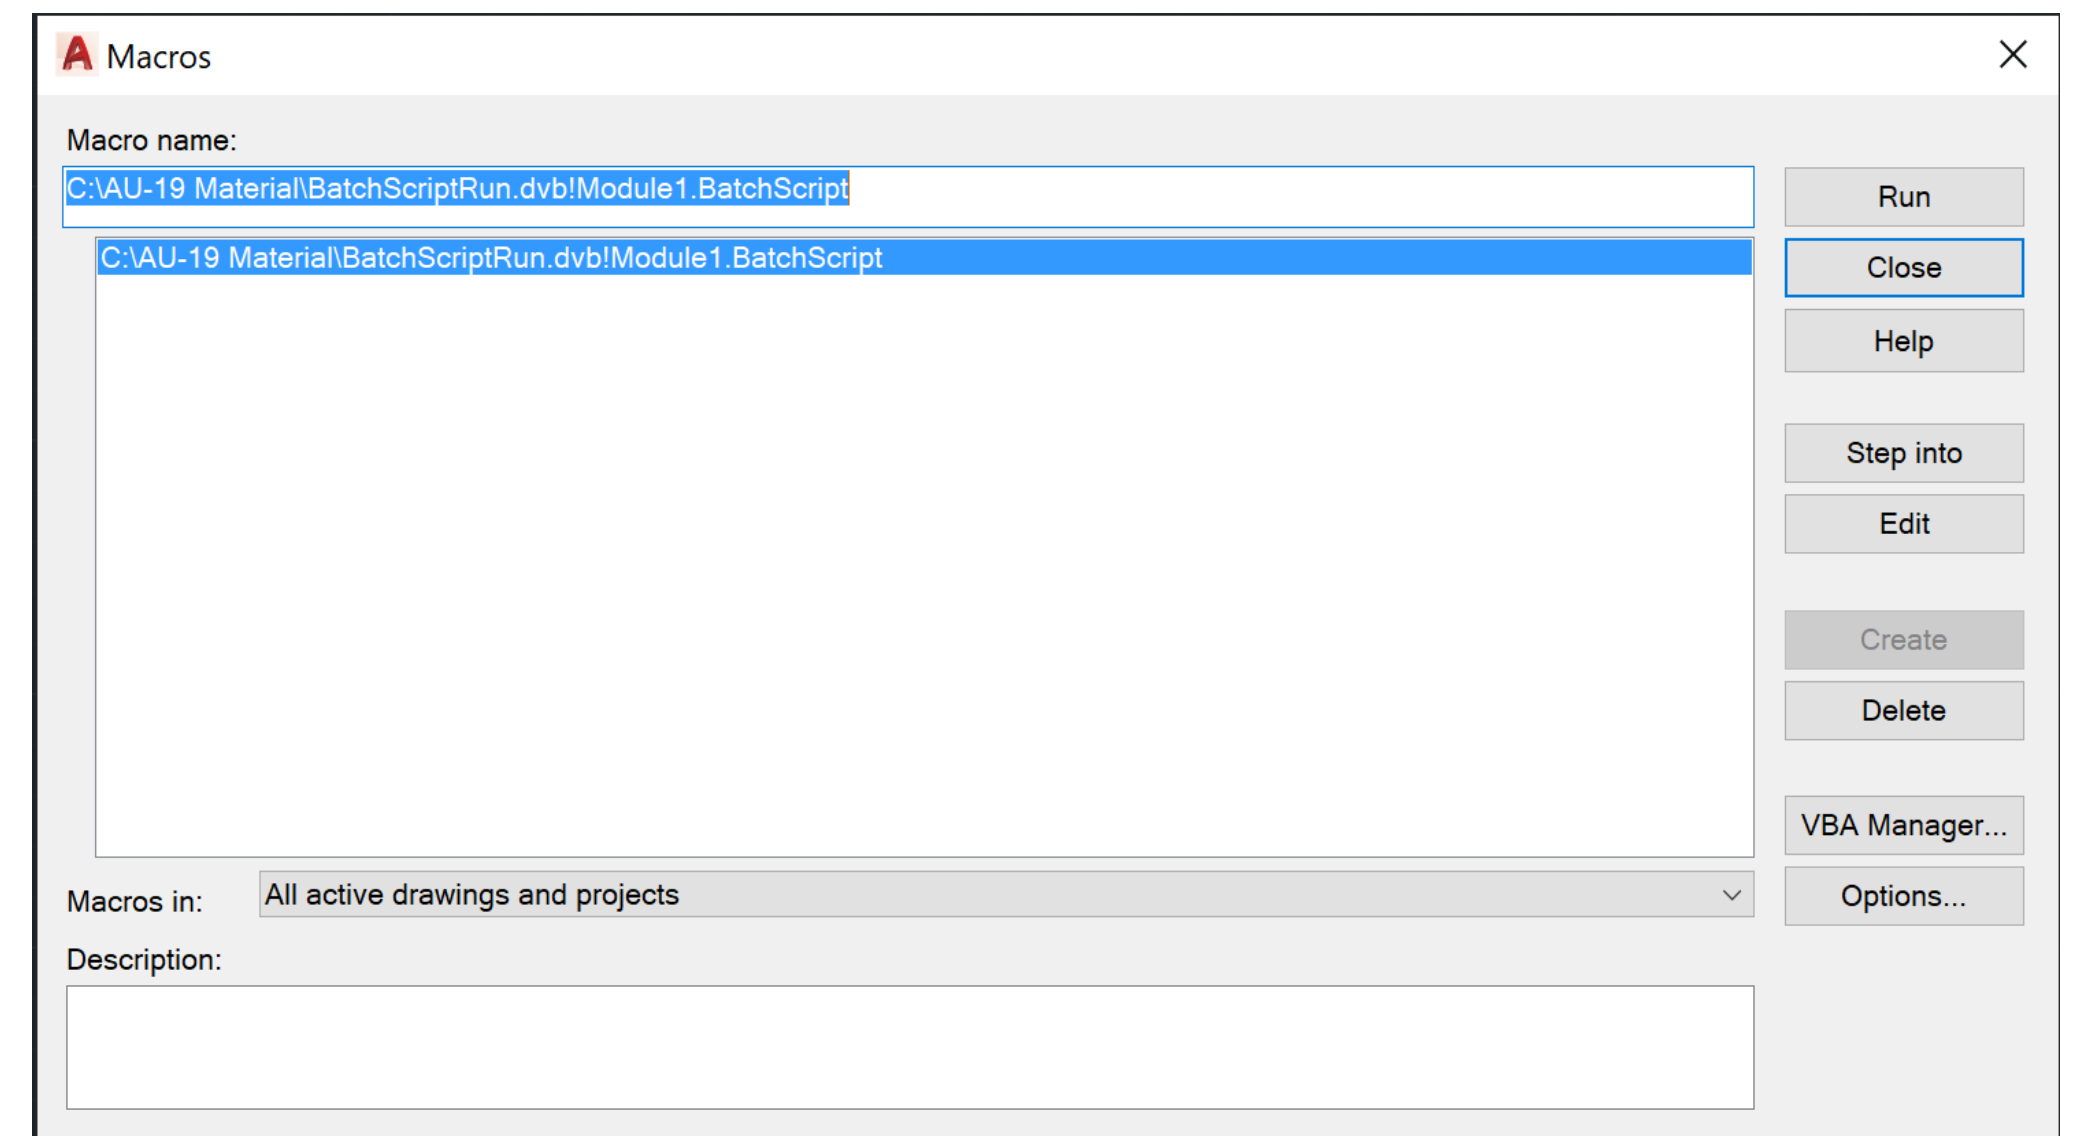 Macros
Macro name:
C:\AU-19 Material\BatchScriptRun.dvb!Module1.BatchScript
Run
C:\AU-19 Material\BatchScriptRun.dvb!Module1.BatchScript
Close
Help
Step into
Edit
Create
Delete
VBA Manager...
Macros in:
All active drawings and projects
Options...
Description: